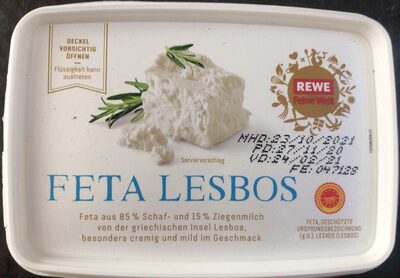 DECKEL
VORSICHTIG
ÖFFNEN
Flüssigkeit kann
austreten
REWE
Feine Welt
Serviervorschlag
MHD:23/10/2021
PD:27/11/20
VD:24/02/21
FE:047128
FETA LESBOS
Feta aus 85 % Schaf- und 15 % Ziegenmilch
von der griechischen Insel Lesbos,
besonders cremig und mild im Geschmack
FETA, GESCHÜTZTE
URSPRUNGSBEZEICHNUNG
(g.U.), LESVOS (LESBOS)